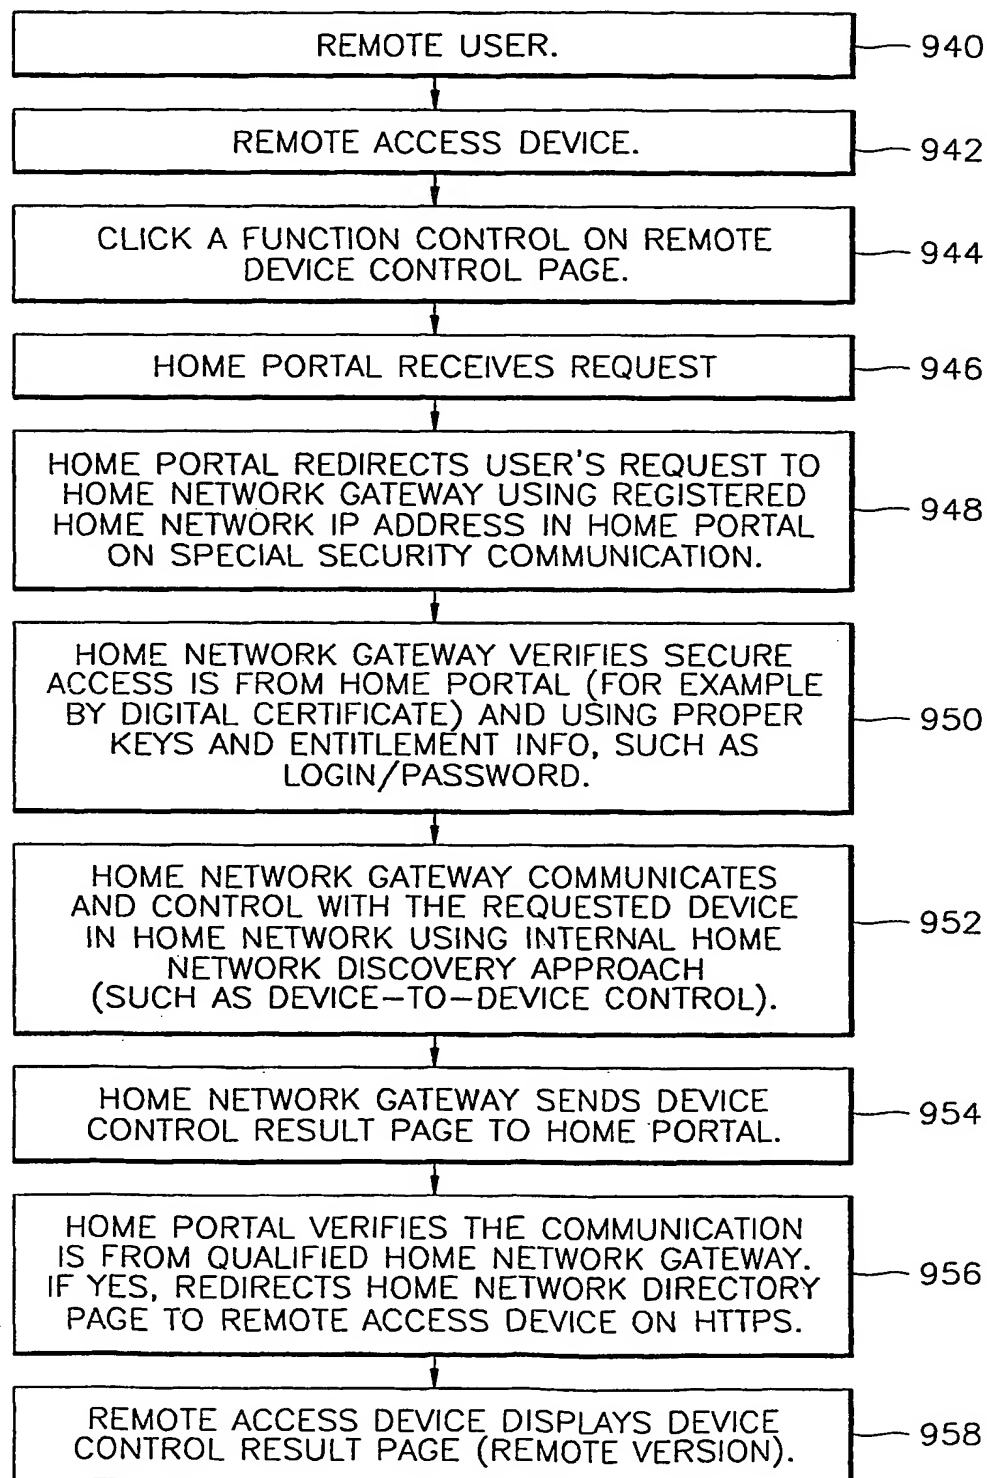 REMOTE USER.
940
REMOTE ACCESS DEVICE.
942
CLICK A FUNCTION CONTROL ON REMOTE
DEVICE CONTROL PAGE.
944
HOME PORTAL RECEIVES REQUEST
946
HOME PORTAL REDIRECTS USER'S REQUEST TO
HOME NETWORK GATEWAY USING REGISTERED
HOME NETWORK IP ADDRESS IN HOME PORTAL
ON SPECIAL SECURITY COMMUNICATION.
948
HOME NETWORK GATEWAY VERIFIES SECURE
ACCESS IS FROM HOME PORTAL (FOR EXAMPLE
BY DIGITAL CERTIFICATE) AND USING PROPER
KEYS AND ENTITLEMENT INFO, SUCH AS
LOGIN/PASSWORD.
950
HOME NETWORK GATEWAY COMMUNICATES
AND CONTROL WITH THE REQUESTED DEVICE
IN HOME NETWORK USING INTERNAL HOME
NETWORK DISCOVERY APPROACH
(SUCH AS DEVICE-TO-DEVICE CONTROL).
952
HOME NETWORK GATEWAY SENDS DEVICE
CONTROL RESULT PAGE TO HOME PORTAL.
954
HOME PORTAL VERIFIES THE COMMUNICATION
IS FROM QUALIFIED HOME NETWORK GATEWAY.
IF YES, REDIRECTS HOME NETWORK DIRECTORY
PAGE TO REMOTE ACCESS DEVICE ON HTTPS.
956
REMOTE ACCESS DEVICE DISPLAYS DEVICE
CONTROL RESULT PAGE (REMOTE VERSION).
958